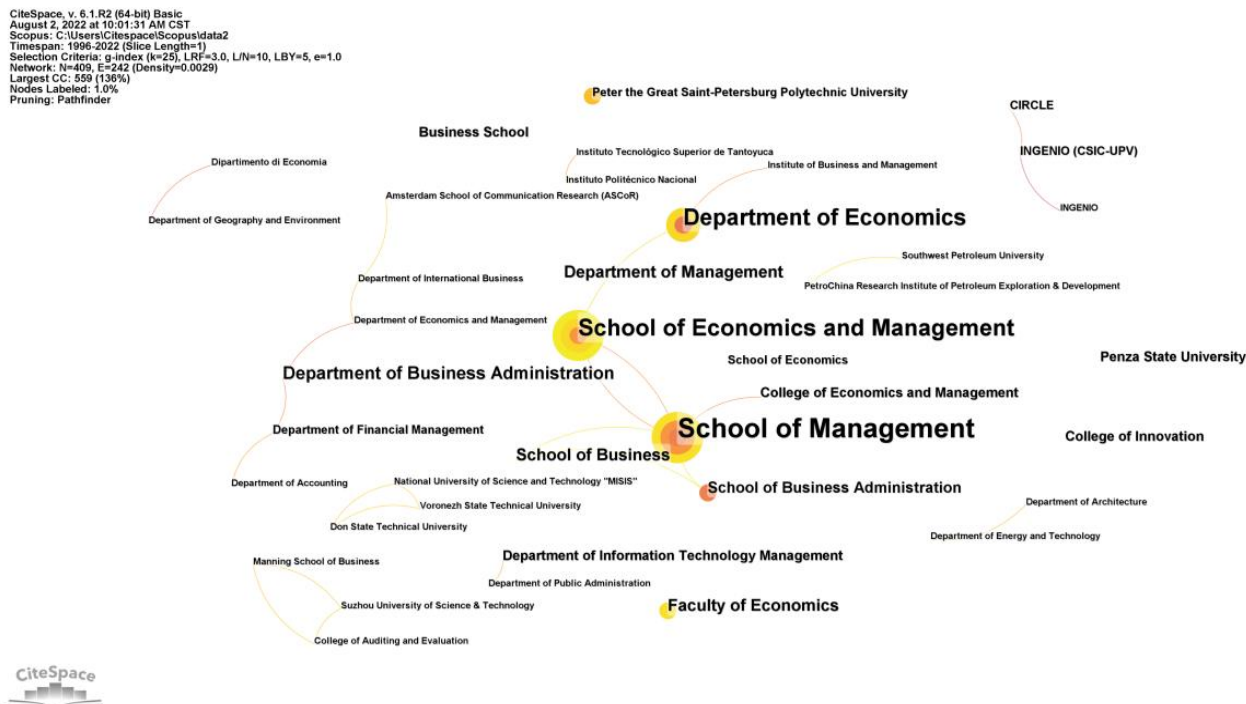 CiteSpace, v. 6.1.R2 (64-bit) Basic
August 2, 2022 at 10:01:31 AM CST
Scopus: C:\Users\Citespace\Scopus\data2
Timespan: 1996-2022 (Slice Length=1)
Selection Criteria: g-index (k=25), LRF=3.0, L/N=10, LBY=5, e=1.0
Network: N=409, E=242 (Density=0.0029)
Largest CC: 559 (136%)
Nodes Labeled: 1.0%
Pruning: Pathfinder
Peter the Great Saint-Petersburg Polytechnic University
CIRCLE
Business School
Instituto Tecnológico Superior de Tantoyuca
INGENIO (CSIC-UPV)
Dipartimento di Economia
Institute of Business and Management
Instituto Politécnico Nacional
Amsterdam School of Communication Research (ASCoR)
INGENIO
Department of Geography and Environment
Department of Economics
Southwest Petroleum University
Department of Management
Department of International Business
PetroChina Research Institute of Petroleum Exploration & Development
Department of Economics and Management
School of Economics and Management
School of Economics
Penza State University
Department of Business Administration
College of Economics and Management
Department of Financial Management
School of Management
College of Innovation
School of Business
Department of Accounting
National University of Science and Technology "MISIS"
School of Business Administration
Voronezh State Technical University
Department of Architecture
Don State Technical University
Department of Energy and Technology
Department of Information Technology Management
Manning School of Business
Department of Public Administration
Suzhou University of Science & Technology
Faculty of Economics
College of Auditing and Evaluation
CiteSpace